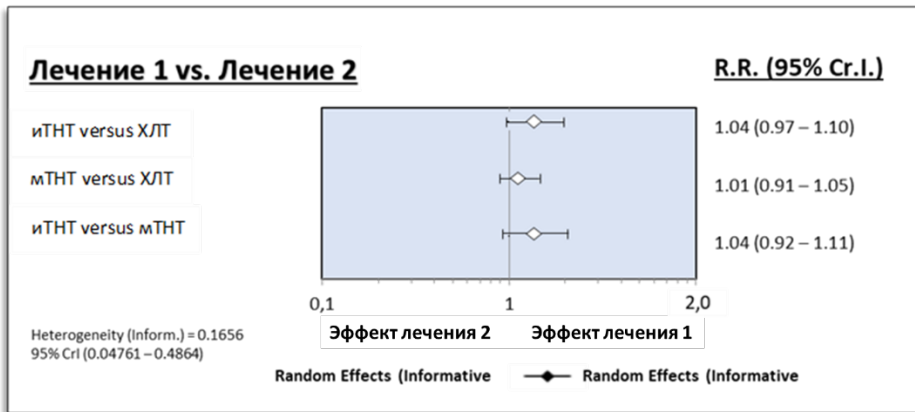 Лечение 1 vs. Лечение 2
R.R. (95% Cr.I.)
иТНТ versus ХЛТ
1.04 (0.97 – 1.10)
мТНТ versus ХЛТ
1.01 (0.91 – 1.05)
иТНТ versus мТНТ
1.04 (0.92 – 1.11)
0,1
1
2,0
Эффект лечения 2
Эффект лечения 1
Heterogeneity (Inform.) = 0.1656
95% CrI (0.04761 – 0.4864)
Random Effects (Informative
Random Effects (Informative